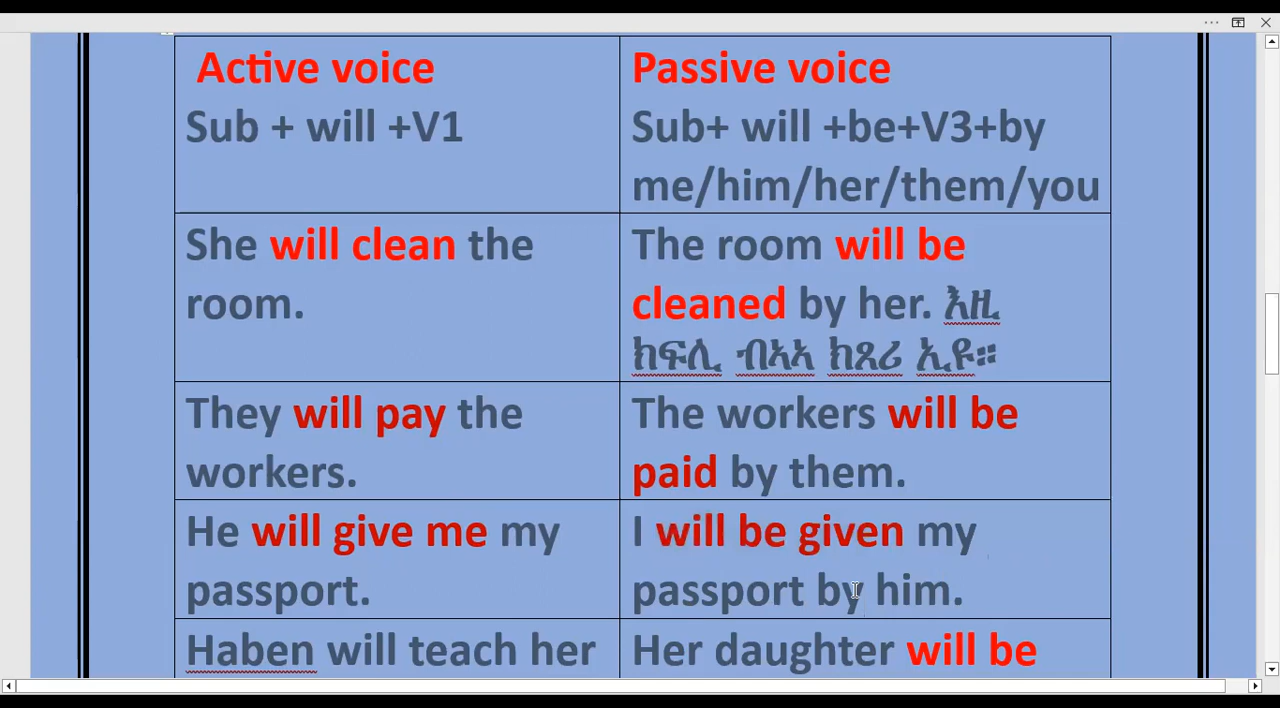 Active voice
Sub + will +V1
Passive voice
Sub+ will +be+V3+by
me/him/her/them/you
She will clean the
room.
The room will be
cleaned by her. እዚ
ክፍሊ ብኣኣ ክጸሪ ኢዩ።
They will pay the
workers.
The workers will be
paid by them.
He will give me my
passport.
I will be given my
passport by him.
Haben will teach her
Her daughter will be